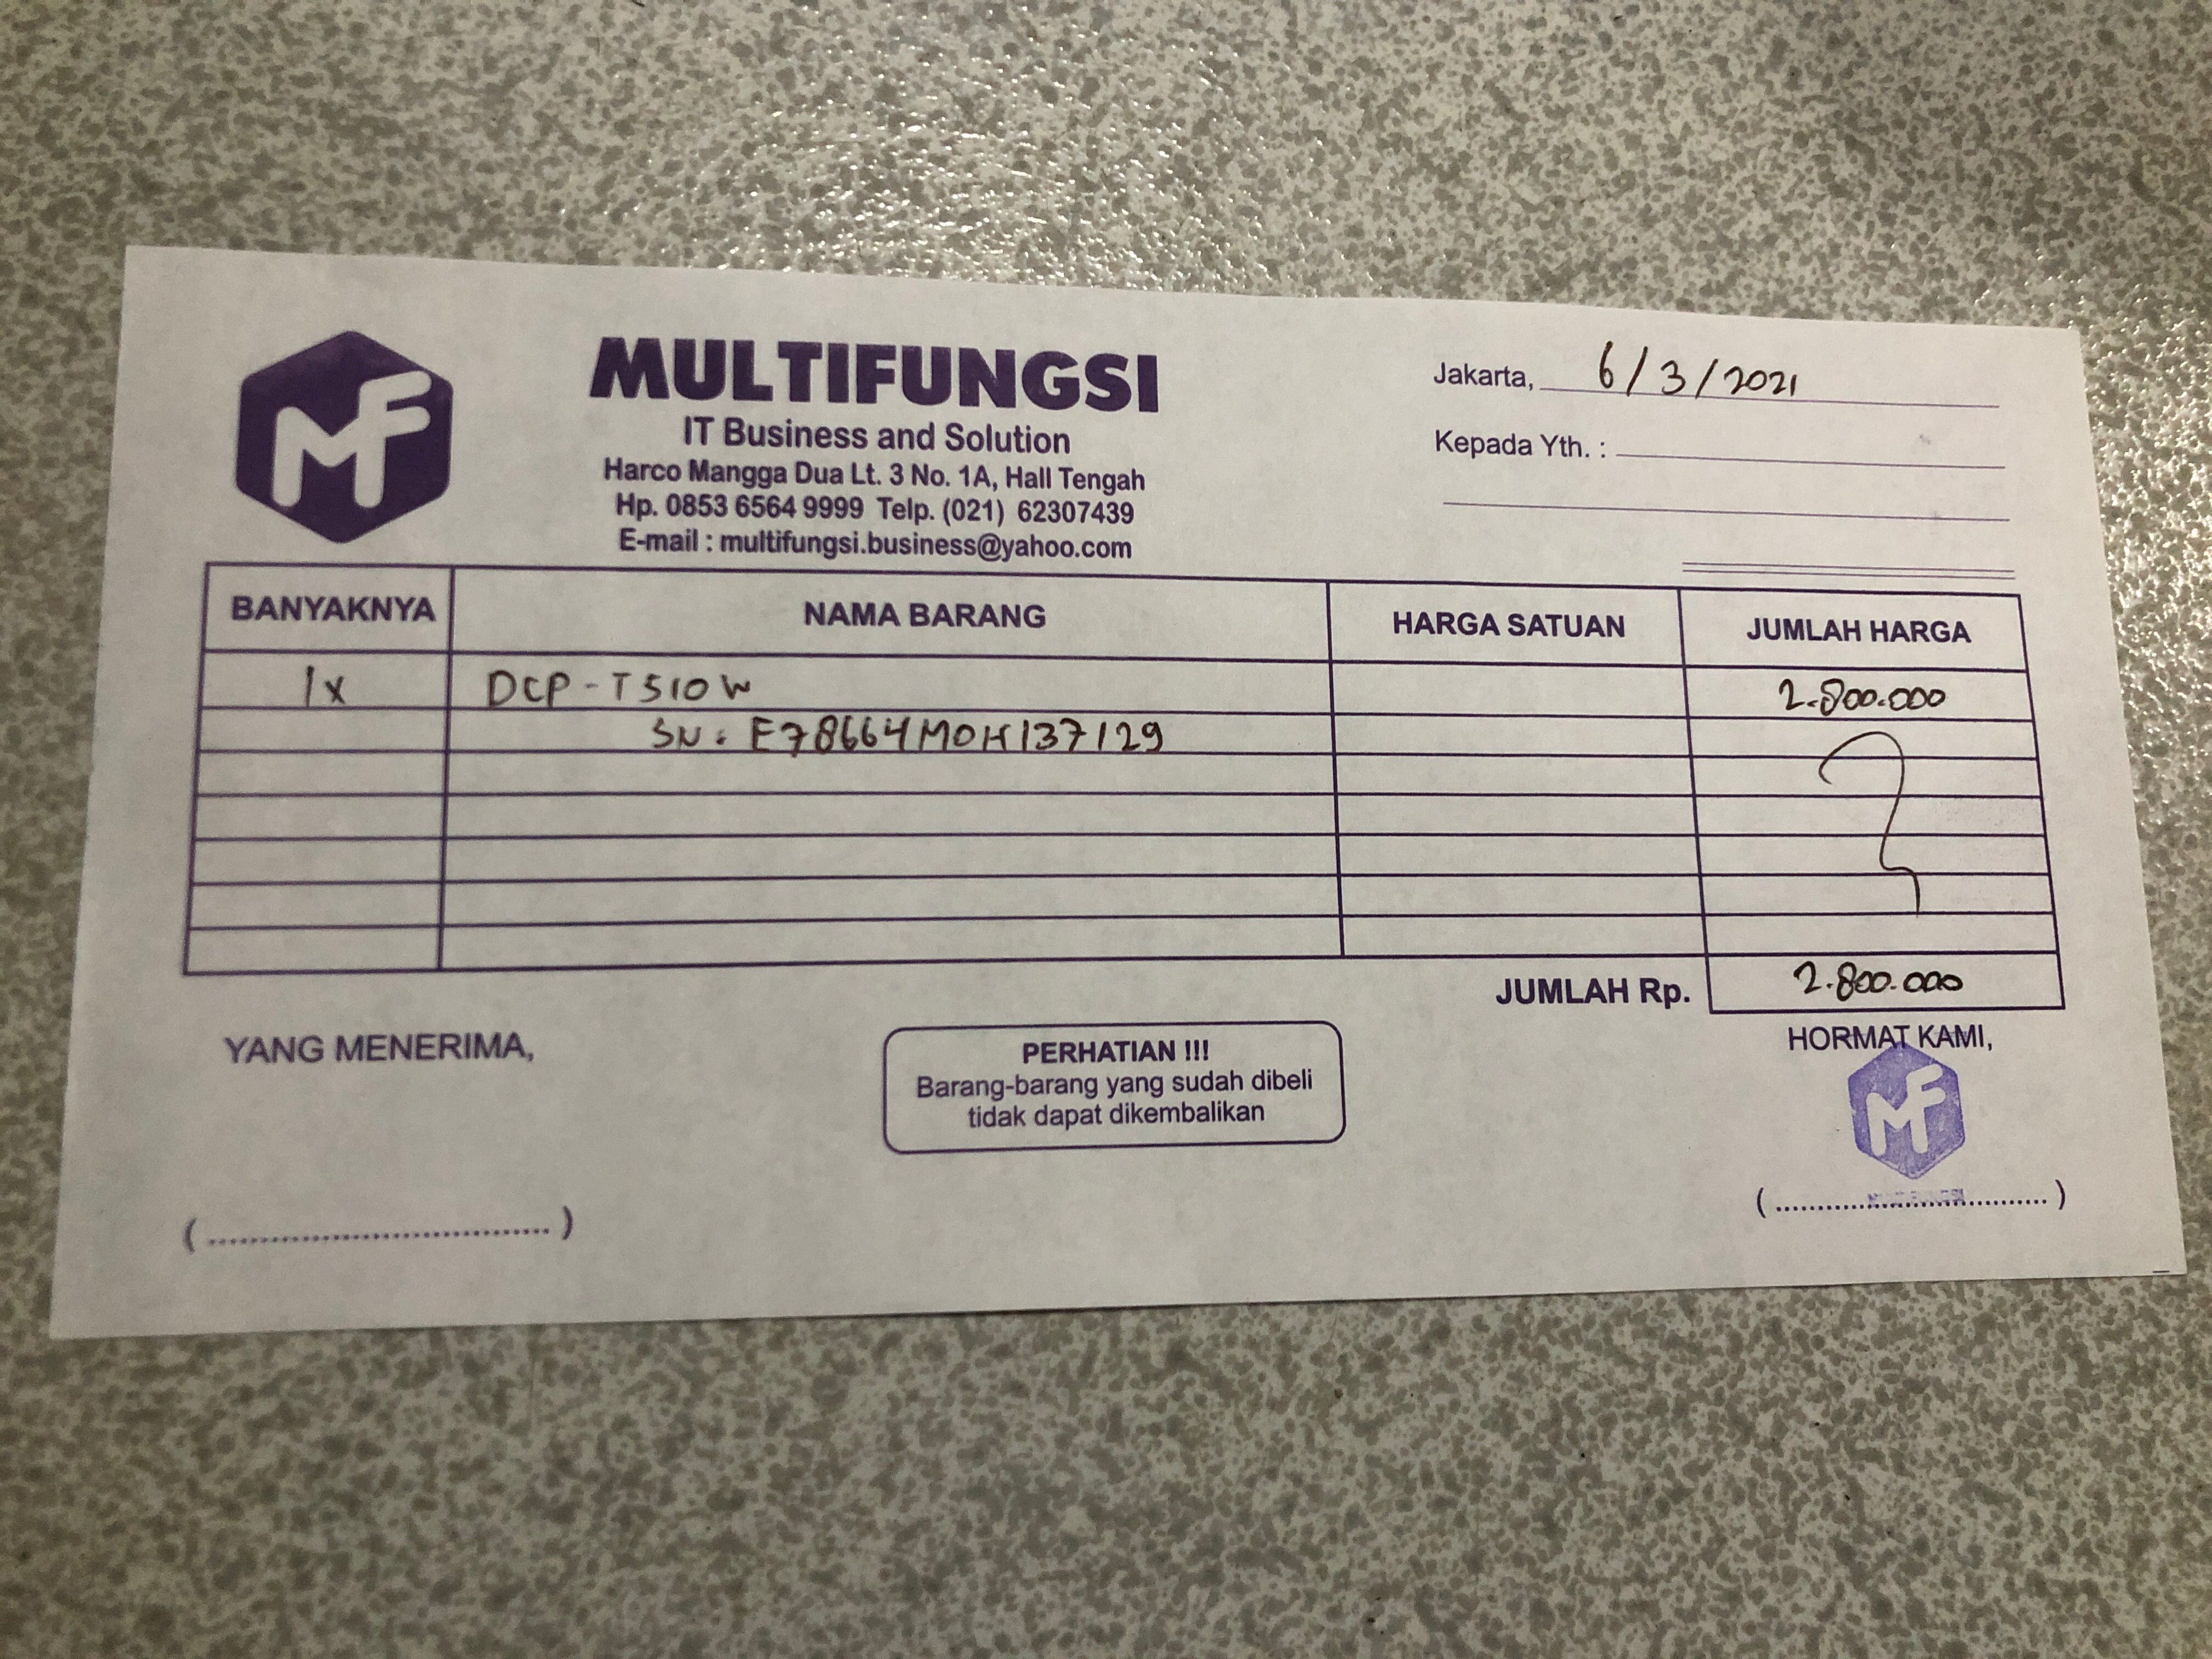 MF
MULTIFUNGSI
IT Business and Solution
Harco Mangga Dua Lt. 3 No. 1A, Hall Tengah
Hp. 0853 6564 9999 Telp. (021) 62307439
E-mail : multifungsi.business@yahoo.com
Jakarta, 6/3/2021
Kepada Yth. :
BANYAKNYA NAMA BARANG HARGA SATUAN JUMLAH HARGA
1x DCP-T510W 2.800.000
SN: E78664M0H137129
JUMLAH Rp. 2.800.000
YANG MENERIMA,
PERHATIAN !!!
Barang-barang yang sudah dibeli
tidak dapat dikembalikan
HORMAT KAMI,
MF
MULTIFUNGSI
(................................)
(................................)